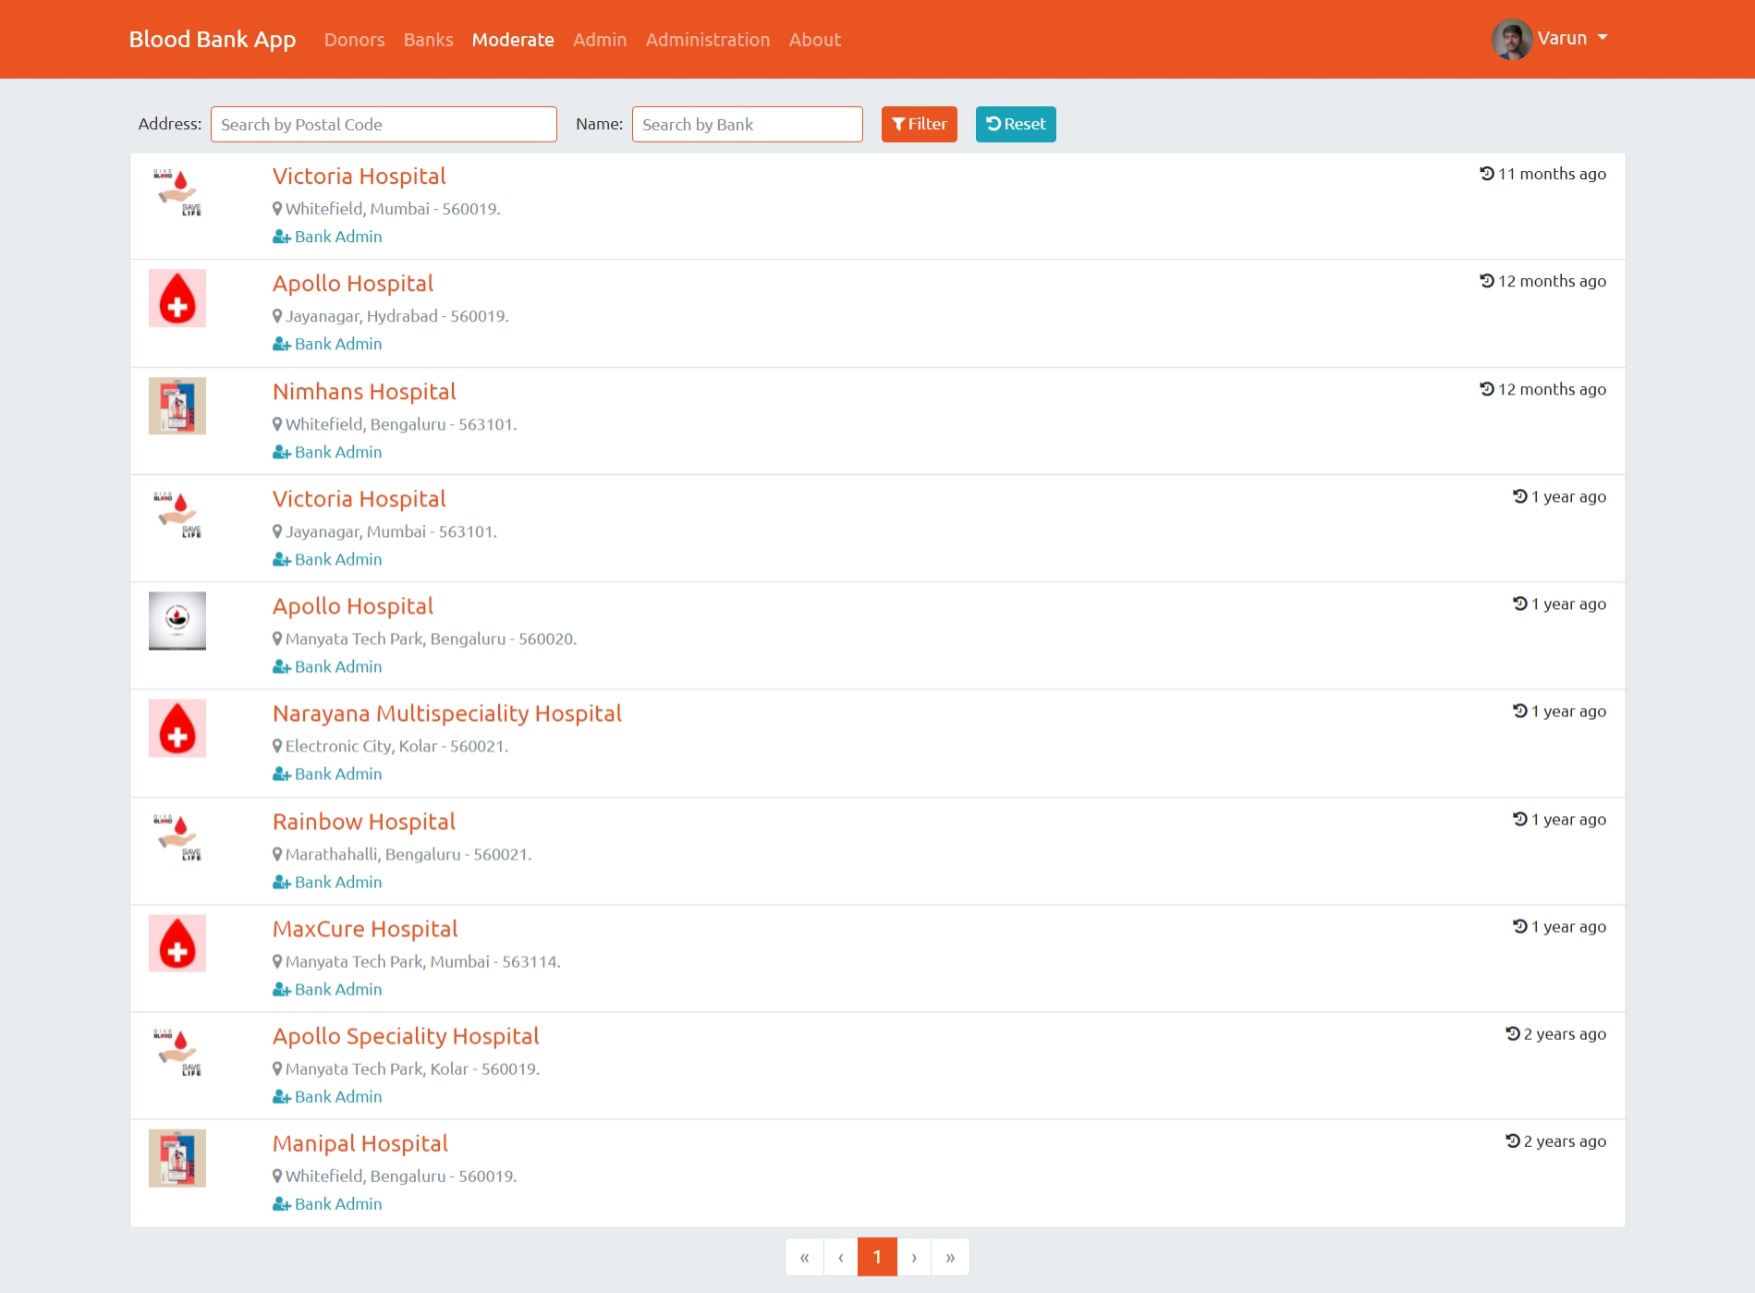 Blood Bank App Donors Banks Moderate Admin Administration About Varun
Address: Search by Postal Code Name: Search by Bank Filter Reset
Victoria Hospital 11 months ago
Whitefield, Mumbai - 560019.
Bank Admin
Apollo Hospital 12 months ago
Jayanagar, Hydrabad - 560019.
Bank Admin
Nimhans Hospital 12 months ago
Whitefield, Bengaluru - 563101.
Bank Admin
Victoria Hospital 1 year ago
Jayanagar, Mumbai - 563101.
Bank Admin
Apollo Hospital 1 year ago
Manyata Tech Park, Bengaluru - 560020.
Bank Admin
Narayana Multispeciality Hospital 1 year ago
Electronic City, Kolar - 560021.
Bank Admin
Rainbow Hospital 1 year ago
Marathahalli, Bengaluru - 560021.
Bank Admin
MaxCure Hospital 1 year ago
Manyata Tech Park, Mumbai - 563114.
Bank Admin
Apollo Speciality Hospital 2 years ago
Manyata Tech Park, Kolar - 560019.
Bank Admin
Manipal Hospital 2 years ago
Whitefield, Bengaluru - 560019.
Bank Admin
« ‹ 1 › »